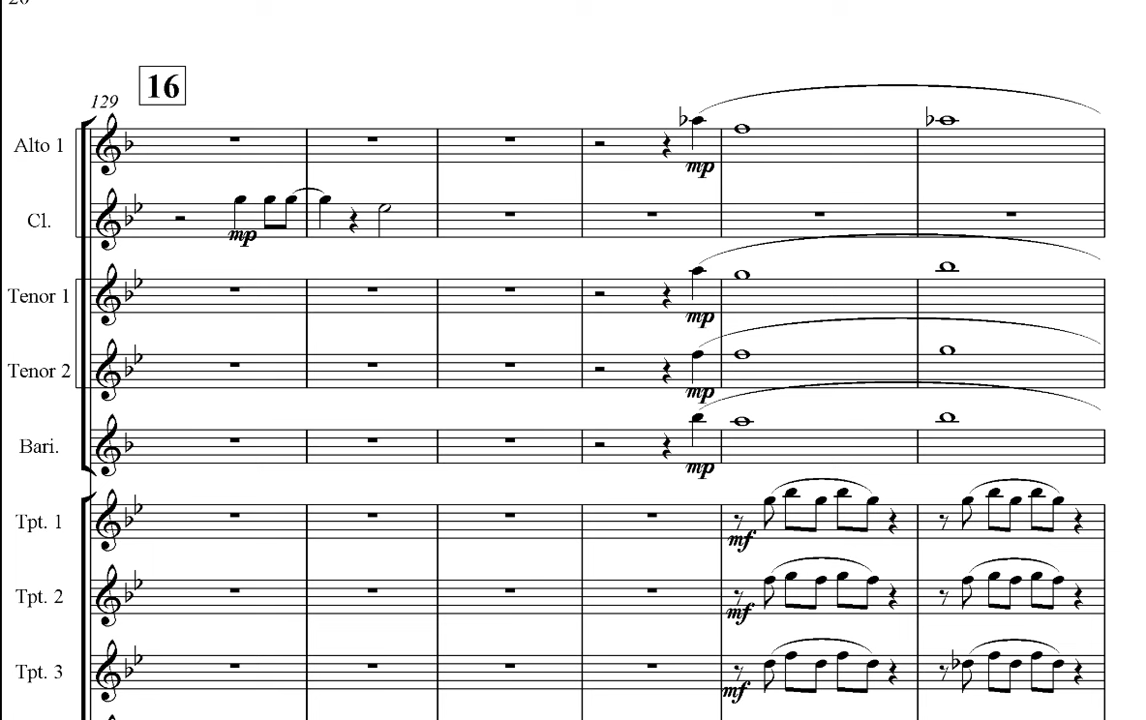 16
129
Alto 1
mp
Cl.
mp
Tenor 1
mp
Tenor 2
mp
Bari.
mp
Tpt. 1
mf
Tpt. 2
mf
Tpt. 3
mf